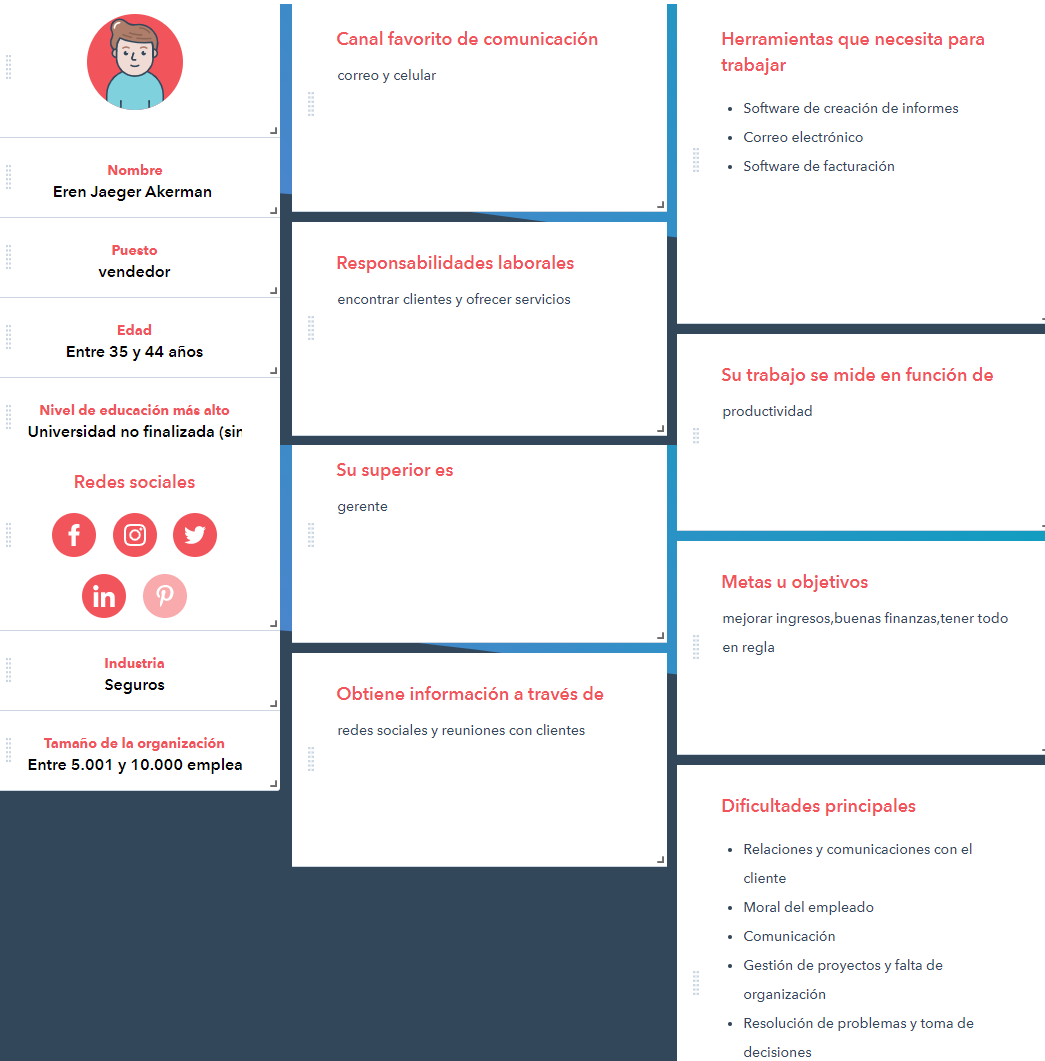 Nombre
Eren Jaeger Akerman
Puesto
vendedor
Edad
Entre 35 y 44 años
Nivel de educación más alto
Universidad no finalizada (sin
Redes sociales
Industria
Seguros
Tamaño de la organización
Entre 5.001 y 10.000 emplea
Canal favorito de comunicación
correo y celular
Responsabilidades laborales
encontrar clientes y ofrecer servicios
Su superior es
gerente
Obtiene información a través de
redes sociales y reuniones con clientes
Herramientas que necesita para
trabajar
• Software de creación de informes
• Correo electrónico
• Software de facturación
Su trabajo se mide en función de
productividad
Metas u objetivos
mejorar ingresos,buenas finanzas,tener todo
en regla
Dificultades principales
• Relaciones y comunicaciones con el
cliente
• Moral del empleado
• Comunicación
• Gestión de proyectos y falta de
organización
• Resolución de problemas y toma de
decisiones